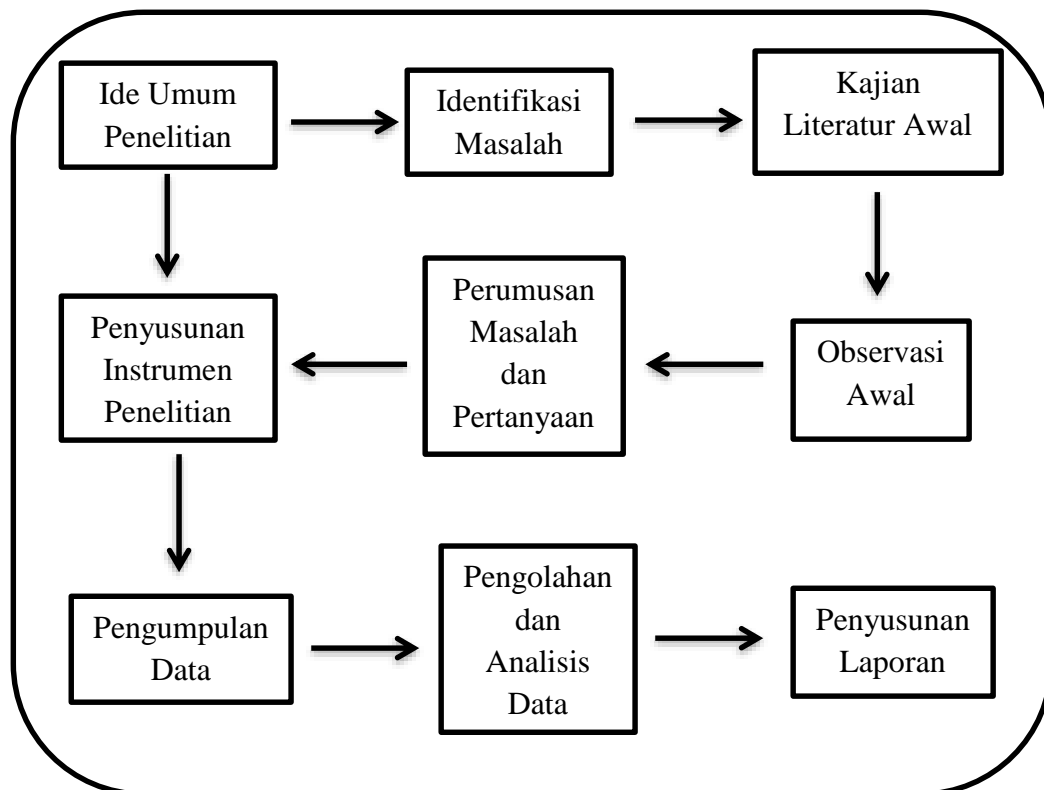 Ide Umum
Penelitian
Identifikasi
Masalah
Kajian
Literatur Awal
Penyusunan
Instrumen
Penelitian
Perumusan
Masalah
dan
Pertanyaan
Observasi
Awal
Pengumpulan
Data
Pengolahan
dan
Analisis
Data
Penyusunan
Laporan